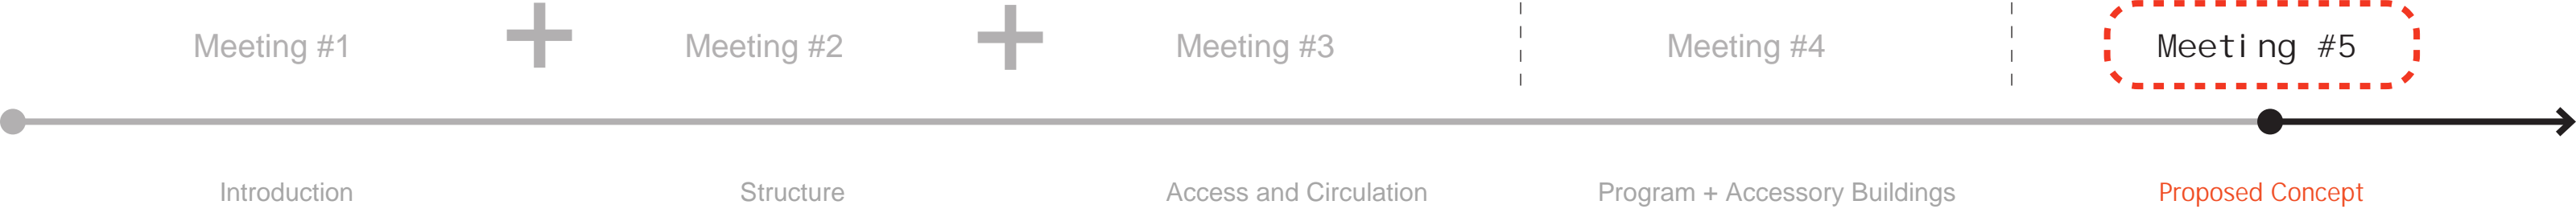 Meeting #1 + Meeting #2 + Meeting #3 Meeting #4 Meeting #5
Introduction Structure Access and Circulation Program + Accessory Buildings Proposed Concept